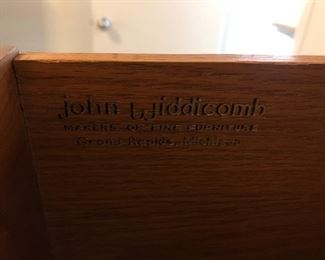 john widdicomb
MAKERS OF FINE FURNITURE
Grand Rapids, Michigan